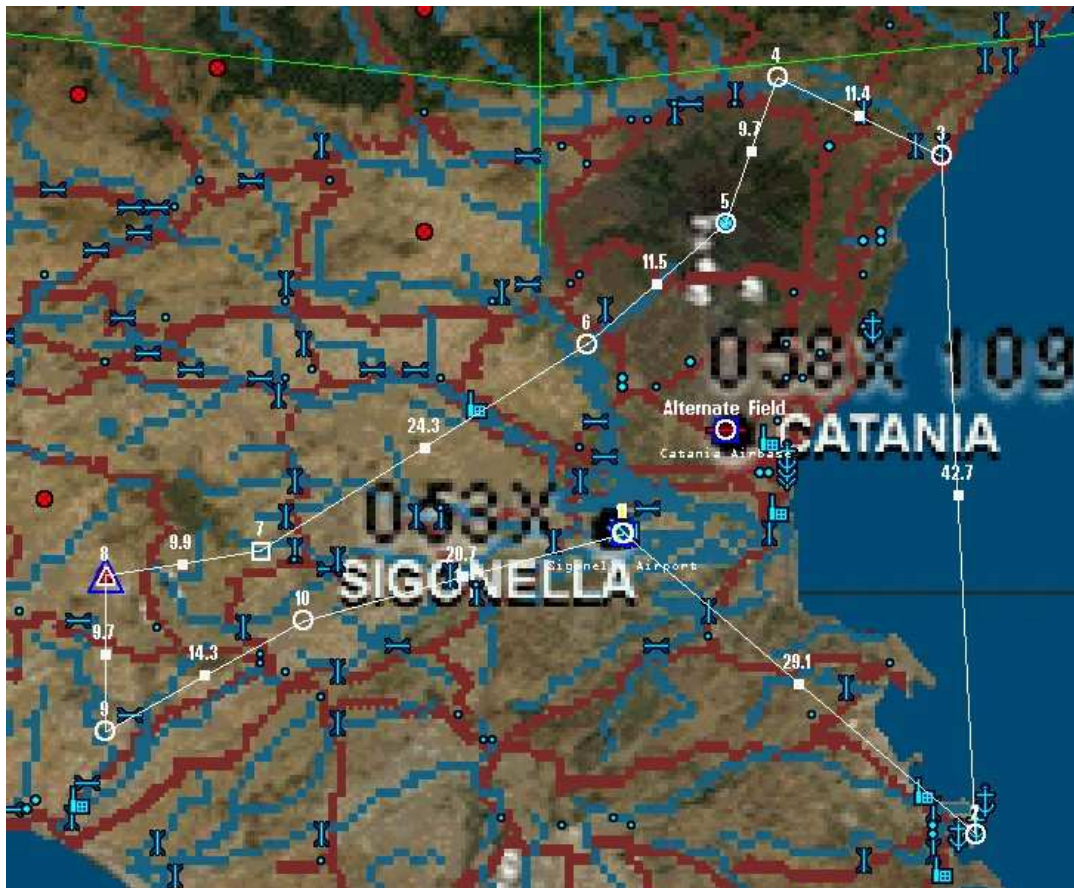 4
11.4
3
9.7
5
11.5
6
058X 109
Alternate Field
CATANIA
Catania Airbase
24.3
42.7
053X
1
7
9.9
8
20.7
Sigonella Airport
SIGONELLA
10
9.7
14.3
29.1
9
2